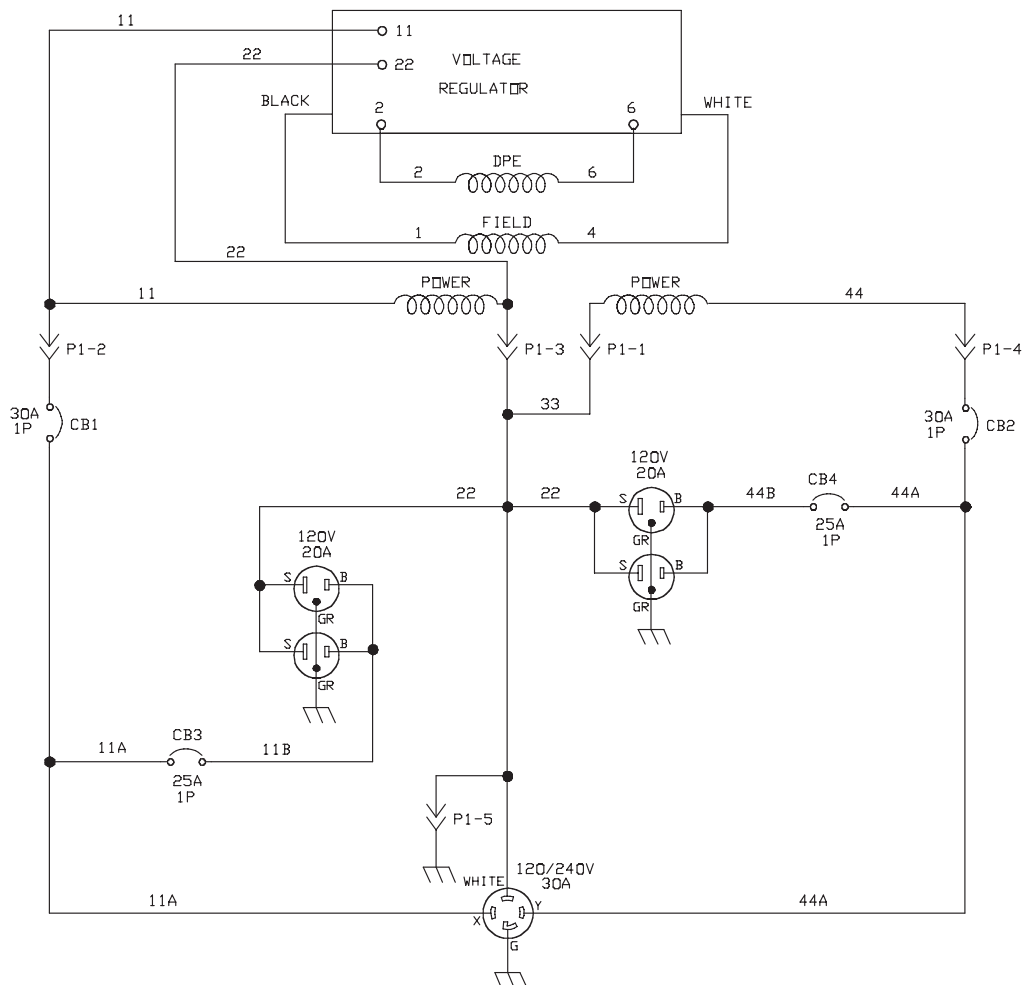 11
11
22
22
VOLTAGE
REGULATOR
BLACK
WHITE
2
6
DPE
2
6
FIELD
1
4
22
POWER
POWER
11
44
P1-2
P1-3
P1-1
P1-4
33
30A
1P
CB1
30A
1P
CB2
120V
20A
CB4
22
22
S
B
44B
44A
25A
1P
GR
S
B
GR
120V
20A
S
B
GR
S
B
GR
CB3
11A
11B
25A
1P
P1-5
120/240V
30A
WHITE
11A
X
Y
44A
G